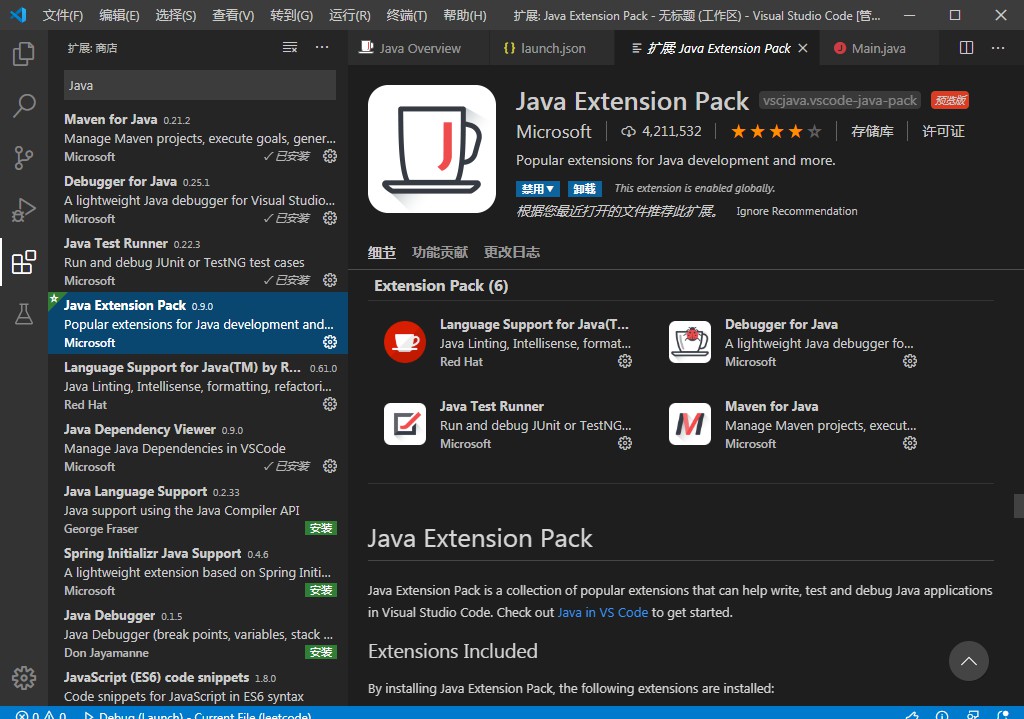 文件(F) 编辑(E) 选择(S) 查看(V) 转到(G) 运行(R) 终端(T) 帮助(H) 扩展: Java Extension Pack - 无标题 (工作区) - Visual Studio Code [管...
扩展: 商店
Java Overview launch.json 扩展 Java Extension Pack Main.java
Java
Maven for Java 0.21.2
Manage Maven projects, execute goals, gener...
Microsoft 已安装
Debugger for Java 0.25.1
A lightweight Java debugger for Visual Studio...
Microsoft 已安装
Java Test Runner 0.22.3
Run and debug JUnit or TestNG test cases
Microsoft 已安装
Java Extension Pack 0.9.0
Popular extensions for Java development and...
Microsoft
Language Support for Java(TM) by R... 0.61.0
Java Linting, Intellisense, formatting, refactori...
Red Hat
Java Dependency Viewer 0.9.0
Manage Java Dependencies in VSCode
Microsoft 已安装
Java Language Support 0.2.33
Java support using the Java Compiler API
George Fraser 安装
Spring Initializr Java Support 0.4.6
A lightweight extension based on Spring Initi...
Microsoft 安装
Java Debugger 0.1.5
Java Debugger (break points, variables, stack ...
Don Jayamanne 安装
JavaScript (ES6) code snippets 1.8.0
Code snippets for JavaScript in ES6 syntax
Java Extension Pack vscjava.vscode-java-pack 预览版
Microsoft 4,211,532 存储库 许可证
Popular extensions for Java development and more.
禁用 卸载 This extension is enabled globally.
根据您最近打开的文件推荐此扩展。 Ignore Recommendation
细节 功能贡献 更改日志
Extension Pack (6)
Language Support for Java(T...
Java Linting, Intellisense, format...
Red Hat
Debugger for Java
A lightweight Java debugger fo...
Microsoft
Java Test Runner
Run and debug JUnit or TestNG...
Microsoft
Maven for Java
Manage Maven projects, execut...
Microsoft
Java Extension Pack
Java Extension Pack is a collection of popular extensions that can help write, test and debug Java applications
in Visual Studio Code. Check out Java in VS Code to get started.
Extensions Included
By installing Java Extension Pack, the following extensions are installed:
0 0 Debug (Launch) - Current File (leetcode)